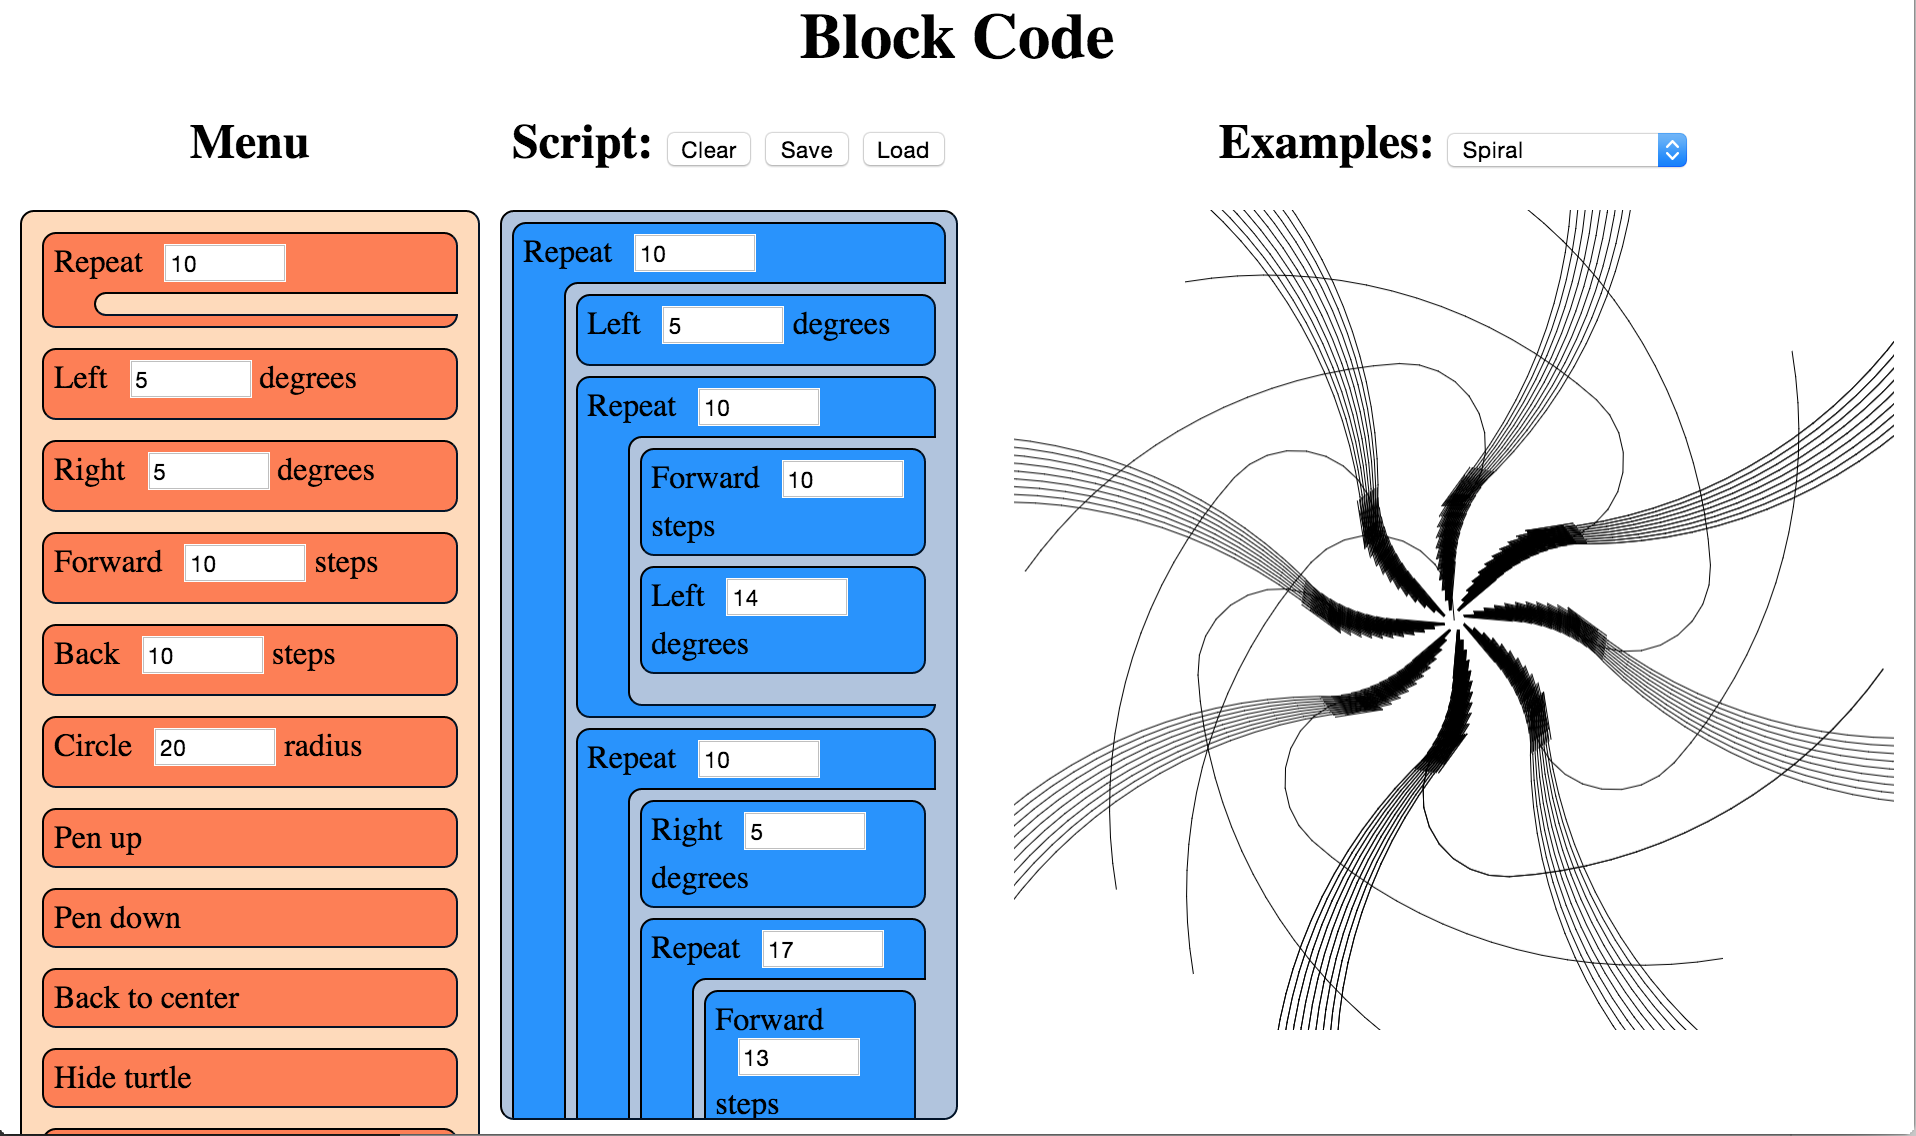 Block Code
Menu
Script: Clear Save Load
Examples: Spiral
Repeat 10
Left 5 degrees
Right 5 degrees
Forward 10 steps
Back 10 steps
Circle 20 radius
Pen up
Pen down
Back to center
Hide turtle
Repeat 10
Left 5 degrees
Repeat 10
Forward 10
steps
Left 14
degrees
Repeat 10
Right 5
degrees
Repeat 17
Forward
13
steps